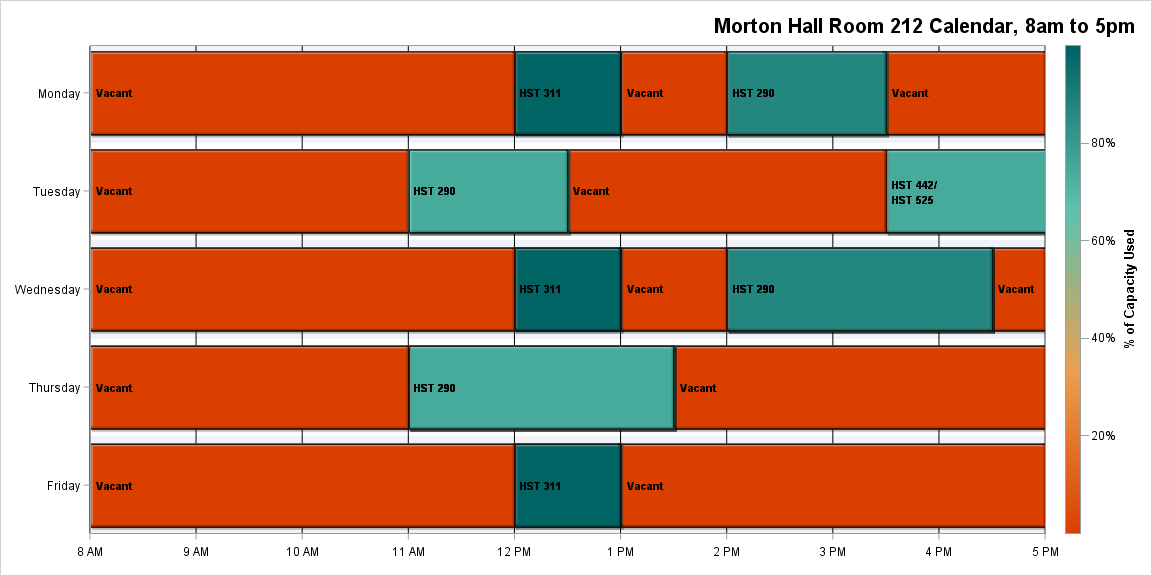 Morton Hall Room 212 Calendar, 8am to 5pm
Monday
Vacant
HST 311
Vacant
HST 290
Vacant
Tuesday
Vacant
HST 290
Vacant
HST 442/
HST 525
Wednesday
Vacant
HST 311
Vacant
HST 290
Vacant
Thursday
Vacant
HST 290
Vacant
Friday
Vacant
HST 311
Vacant
8 AM
9 AM
10 AM
11 AM
12 PM
1 PM
2 PM
3 PM
4 PM
5 PM
80%
60%
40%
20%
% of Capacity Used